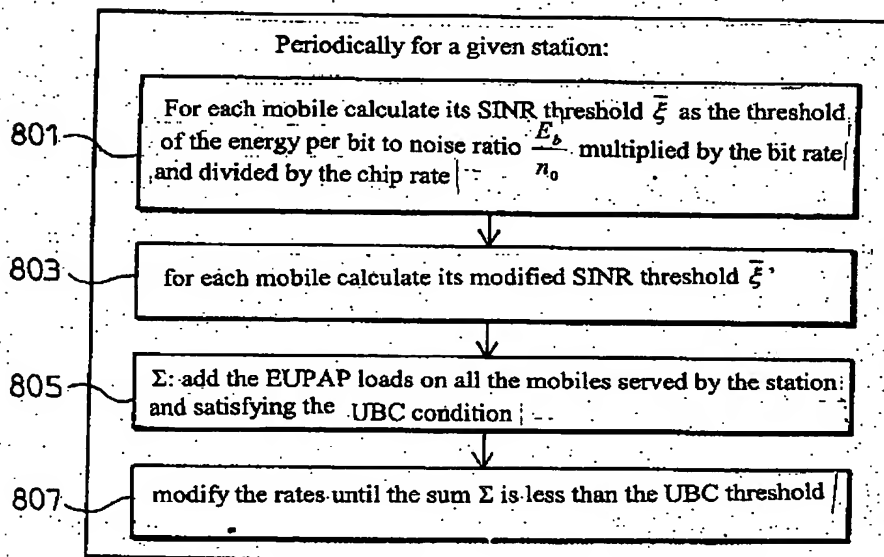 Periodically for a given station:
801
For each mobile calculate its SINR threshold ξ̅ as the threshold
of the energy per bit to noise ratio E_b/n_0 multiplied by the bit rate
and divided by the chip rate
803
for each mobile calculate its modified SINR threshold ξ̅'
805
Σ: add the EUPAP loads on all the mobiles served by the station
and satisfying the UBC condition
807
modify the rates until the sum Σ is less than the UBC threshold